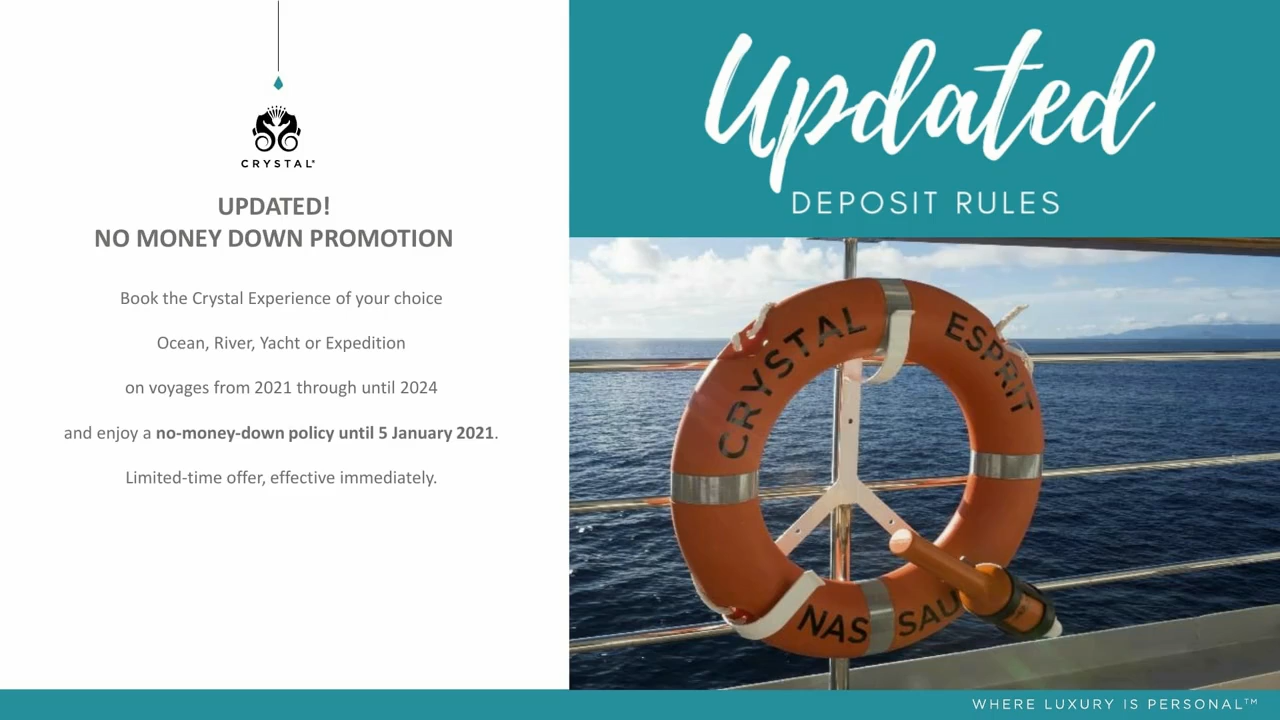 CRYSTAL®
UPDATED!
NO MONEY DOWN PROMOTION
Book the Crystal Experience of your choice
Ocean, River, Yacht or Expedition
on voyages from 2021 through until 2024
and enjoy a no-money-down policy until 5 January 2021.
Limited-time offer, effective immediately.
Updated
DEPOSIT RULES
CRYSTAL ESPRIT
NASSAU
WHERE LUXURY IS PERSONAL™